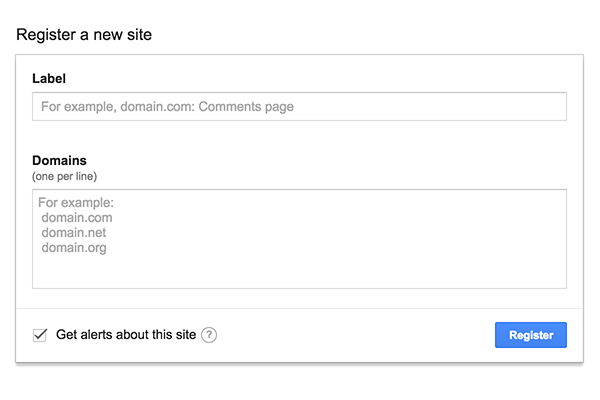 Register a new site
Label
For example, domain.com: Comments page
Domains
(one per line)
For example:
domain.com
domain.net
domain.org
Get alerts about this site ?
Register